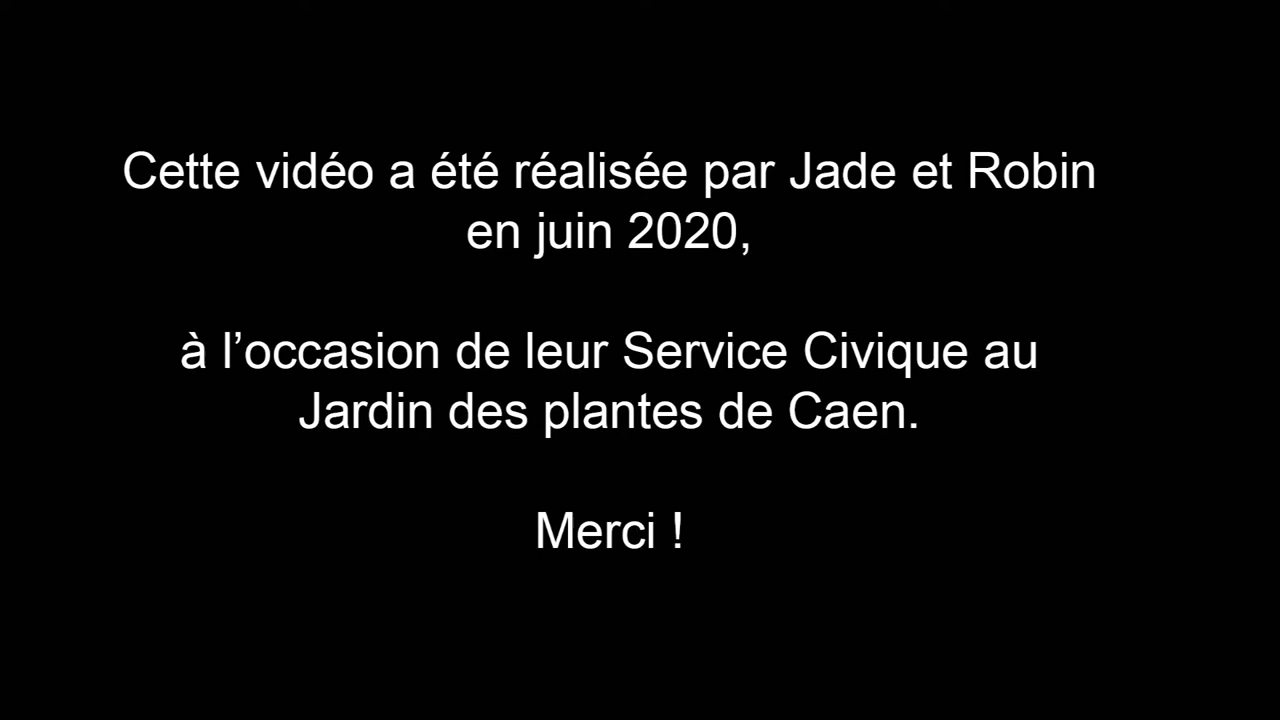 Cette vidéo a été réalisée par Jade et Robin
en juin 2020,
à l’occasion de leur Service Civique au
Jardin des plantes de Caen.
Merci !